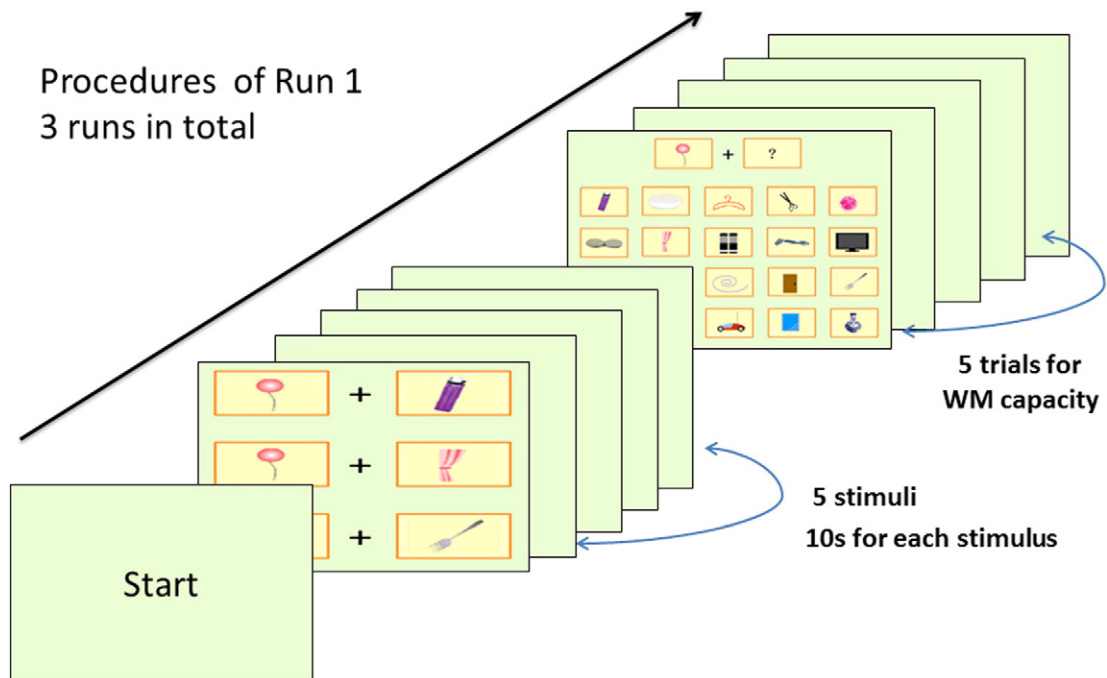 Procedures of Run 1
3 runs in total
+ ?
5 trials for
WM capacity
+
+
+
5 stimuli
10s for each stimulus
Start